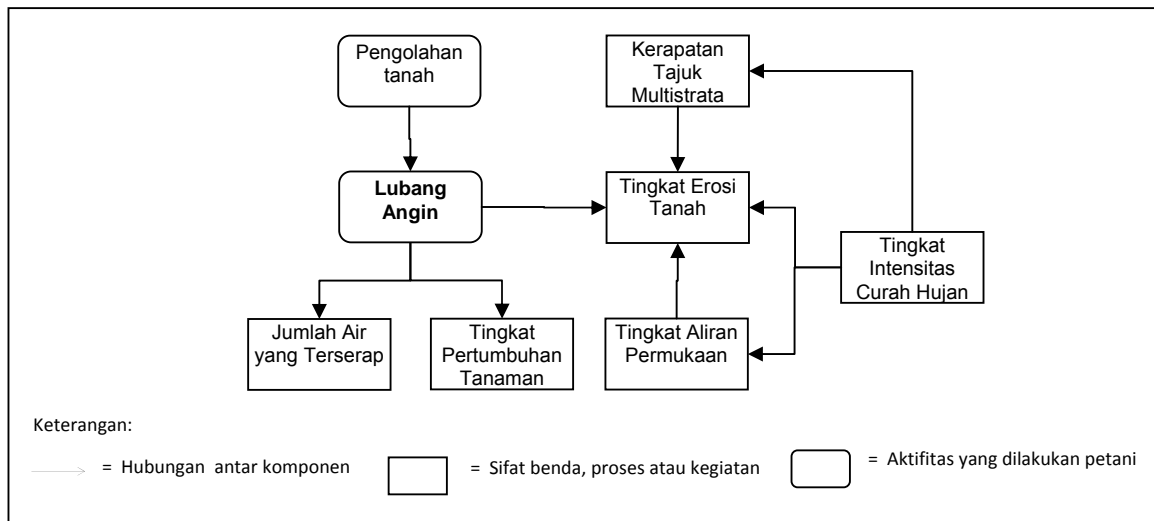 Pengolahan
tanah
Kerapatan
Tajuk
Multistrata
Lubang
Angin
Tingkat Erosi
Tanah
Tingkat
Intensitas
Curah Hujan
Jumlah Air
yang Terserap
Tingkat
Pertumbuhan
Tanaman
Tingkat Aliran
Permukaan
Keterangan:
= Hubungan antar komponen
= Sifat benda, proses atau kegiatan
= Aktifitas yang dilakukan petani